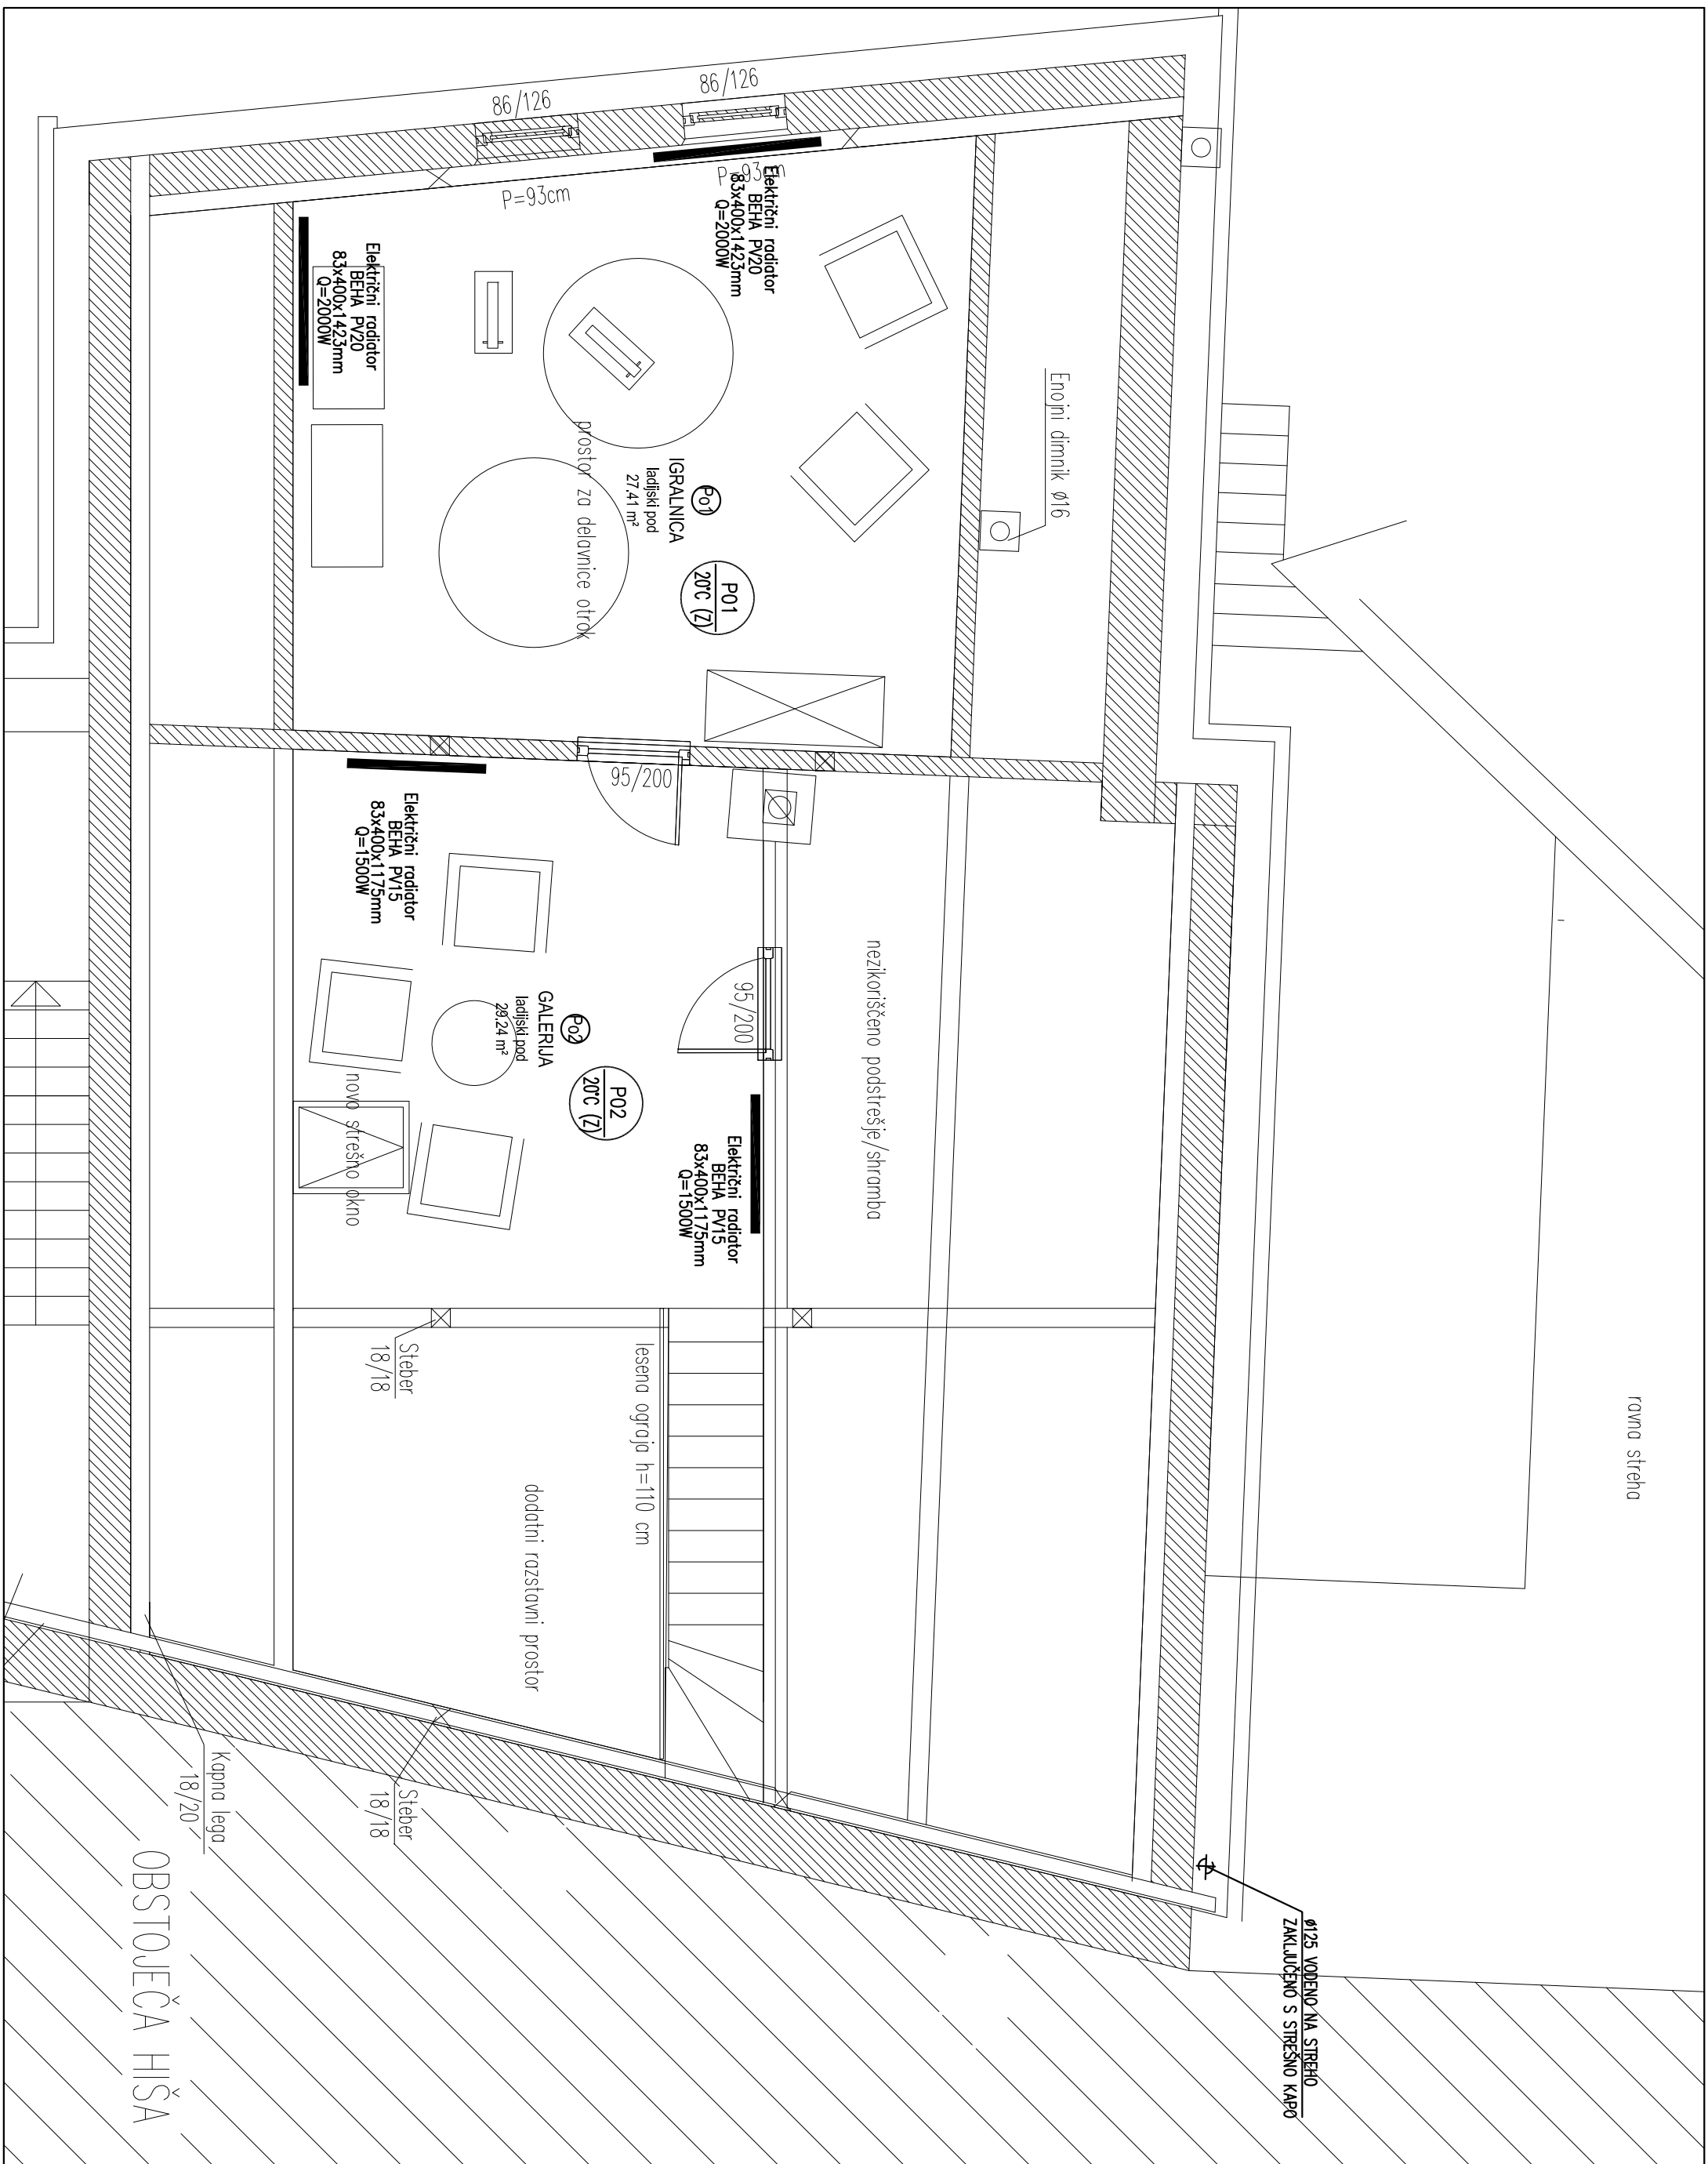 86/126
86/126
P=93cm
P=93cm
Električni radiator
BEHA PV20
83x400x1423mm
Q=2000W
Električni radiator
BEHA PV20
83x400x1423mm
Q=2000W
Enojni dimnik ø16
Po1
IGRALNICA
ladijski pod
27,41 m²
P01
20°C (Z)
prostor za delavnice otrok
95/200
Električni radiator
BEHA PV15
83x400x1175mm
Q=1500W
95/200
nezikoriščeno podstrešje/shramba
Po2
GALERIJA
ladijski pod
29,24 m²
P02
20°C (Z)
novo strešno okno
Električni radiator
BEHA PV15
83x400x1175mm
Q=1500W
ravna streha
lesena ograja h=110 cm
Steber
18/18
dodatni razstavni prostor
Steber
18/18
Kapna lega
18/20
ø125 VODENO NA STREHO
ZAKLJUČENO S STREŠNO KAPO
OBSTOJEČA HIŠA